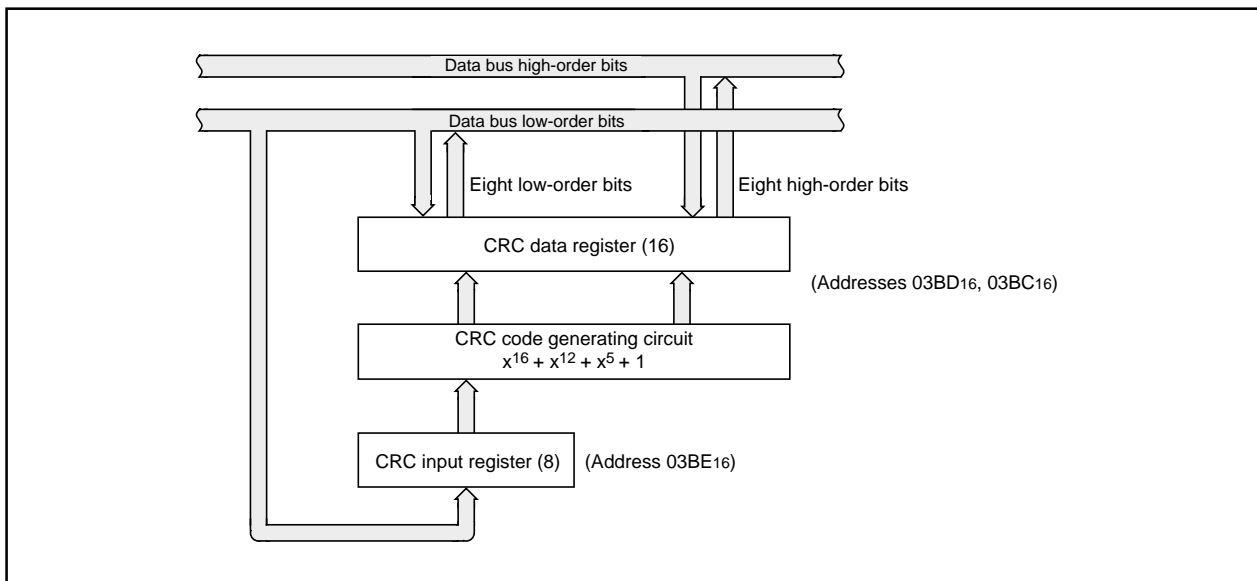 Data bus high-order bits
Data bus low-order bits
Eight low-order bits
Eight high-order bits
CRC data register (16)
(Addresses 03BD₁₆, 03BC₁₆)
CRC code generating circuit
x¹⁶ + x¹² + x⁵ + 1
CRC input register (8)
(Address 03BE₁₆)